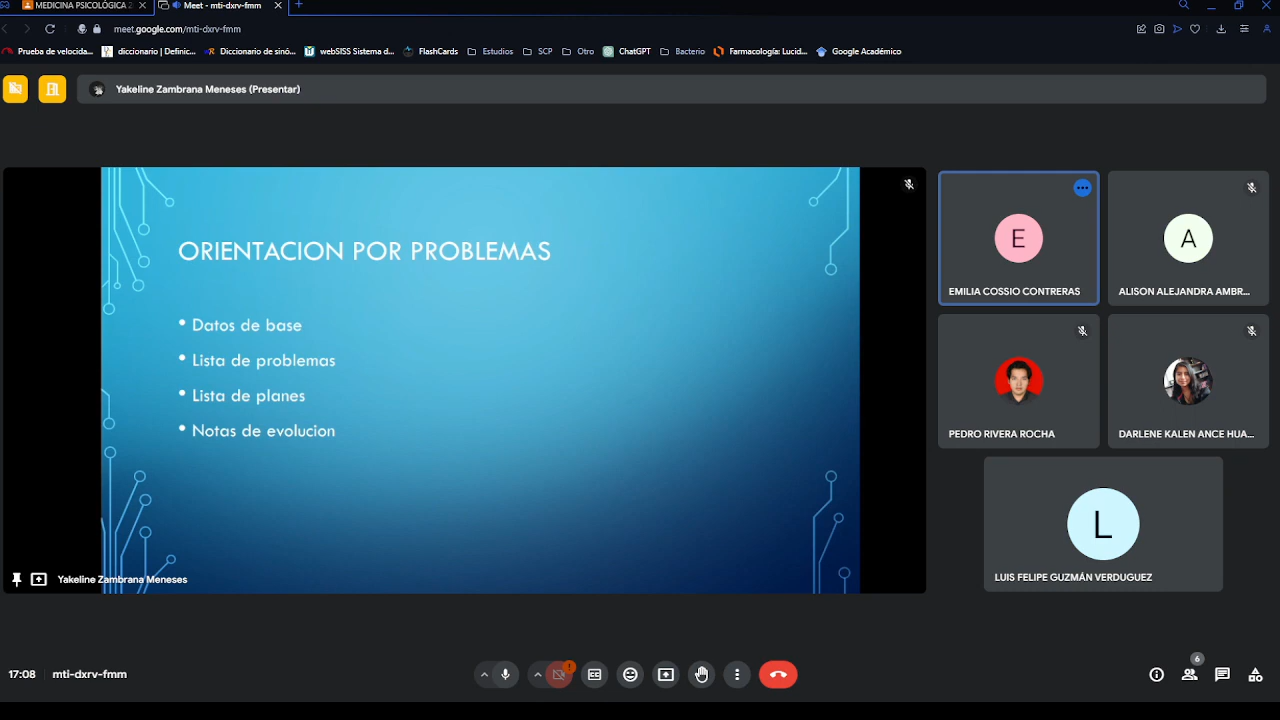 MEDICINA PSICOLÓGICA 2
Meet - mti-dxrv-fmm
meet.google.com/mti-dxrv-fmm
Prueba de velocida...
diccionario | Definic...
Diccionario de sinó...
webSISS Sistema d...
FlashCards
Estudios
SCP
Otro
ChatGPT
Bacterio
Farmacología: Lucid...
Google Académico
Yakeline Zambrana Meneses (Presentar)
ORIENTACION POR PROBLEMAS
• Datos de base
• Lista de problemas
• Lista de planes
• Notas de evolucion
Yakeline Zambrana Meneses
E
EMILIA COSSIO CONTRERAS
A
ALISON ALEJANDRA AMBR...
PEDRO RIVERA ROCHA
DARLENE KALEN ANCE HUA...
L
LUIS FELIPE GUZMÁN VERDUGUEZ
17:08
mti-dxrv-fmm
6